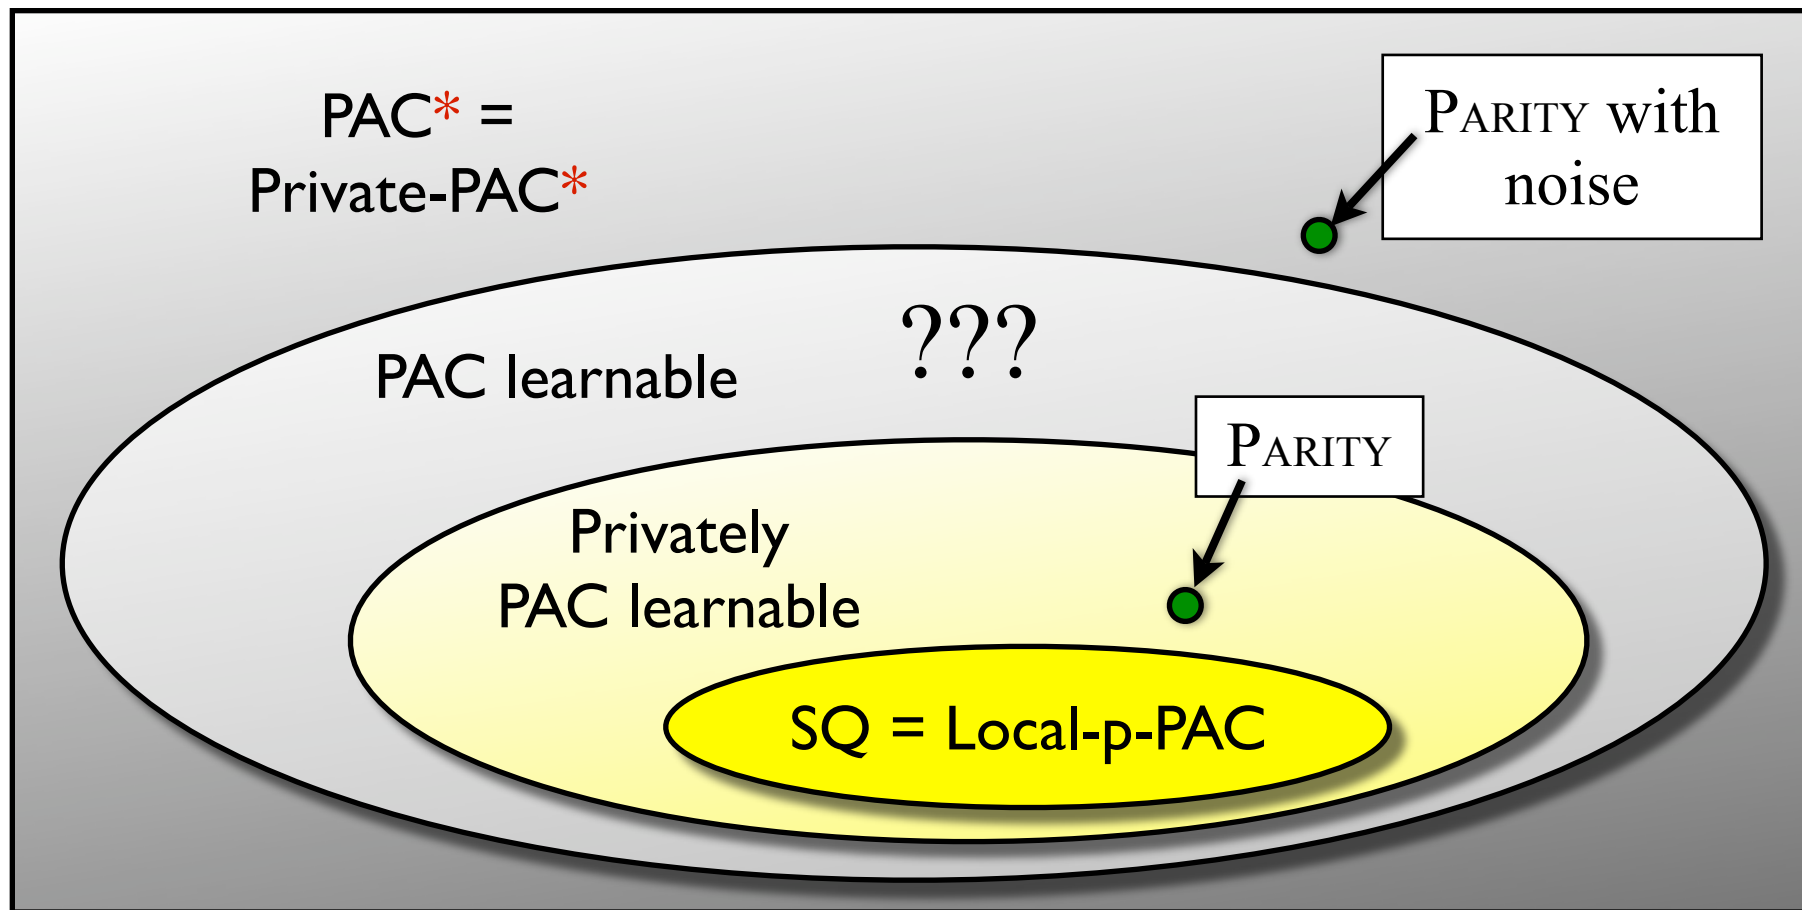 PAC* =
Private-PAC*
PARITY with
noise
???
PAC learnable
PARITY
Privately
PAC learnable
SQ = Local-p-PAC